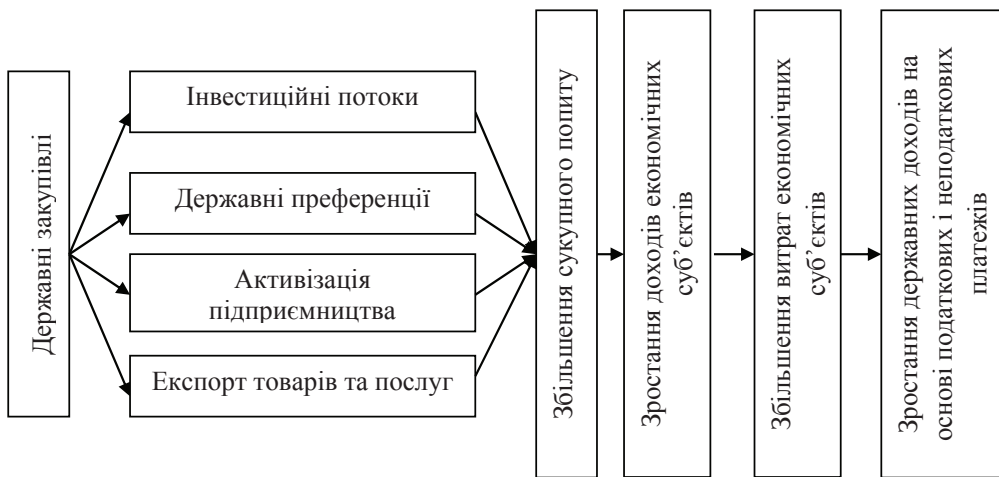 Державні закупівлі
Інвестиційні потоки
Державні преференції
Активізація
підприємництва
Експорт товарів та послуг
Збільшення сукупного попиту
Зростання доходів економічних
суб’єктів
Збільшення витрат економічних
суб’єктів
Зростання державних доходів на
основі податкових і неподаткових
платежів